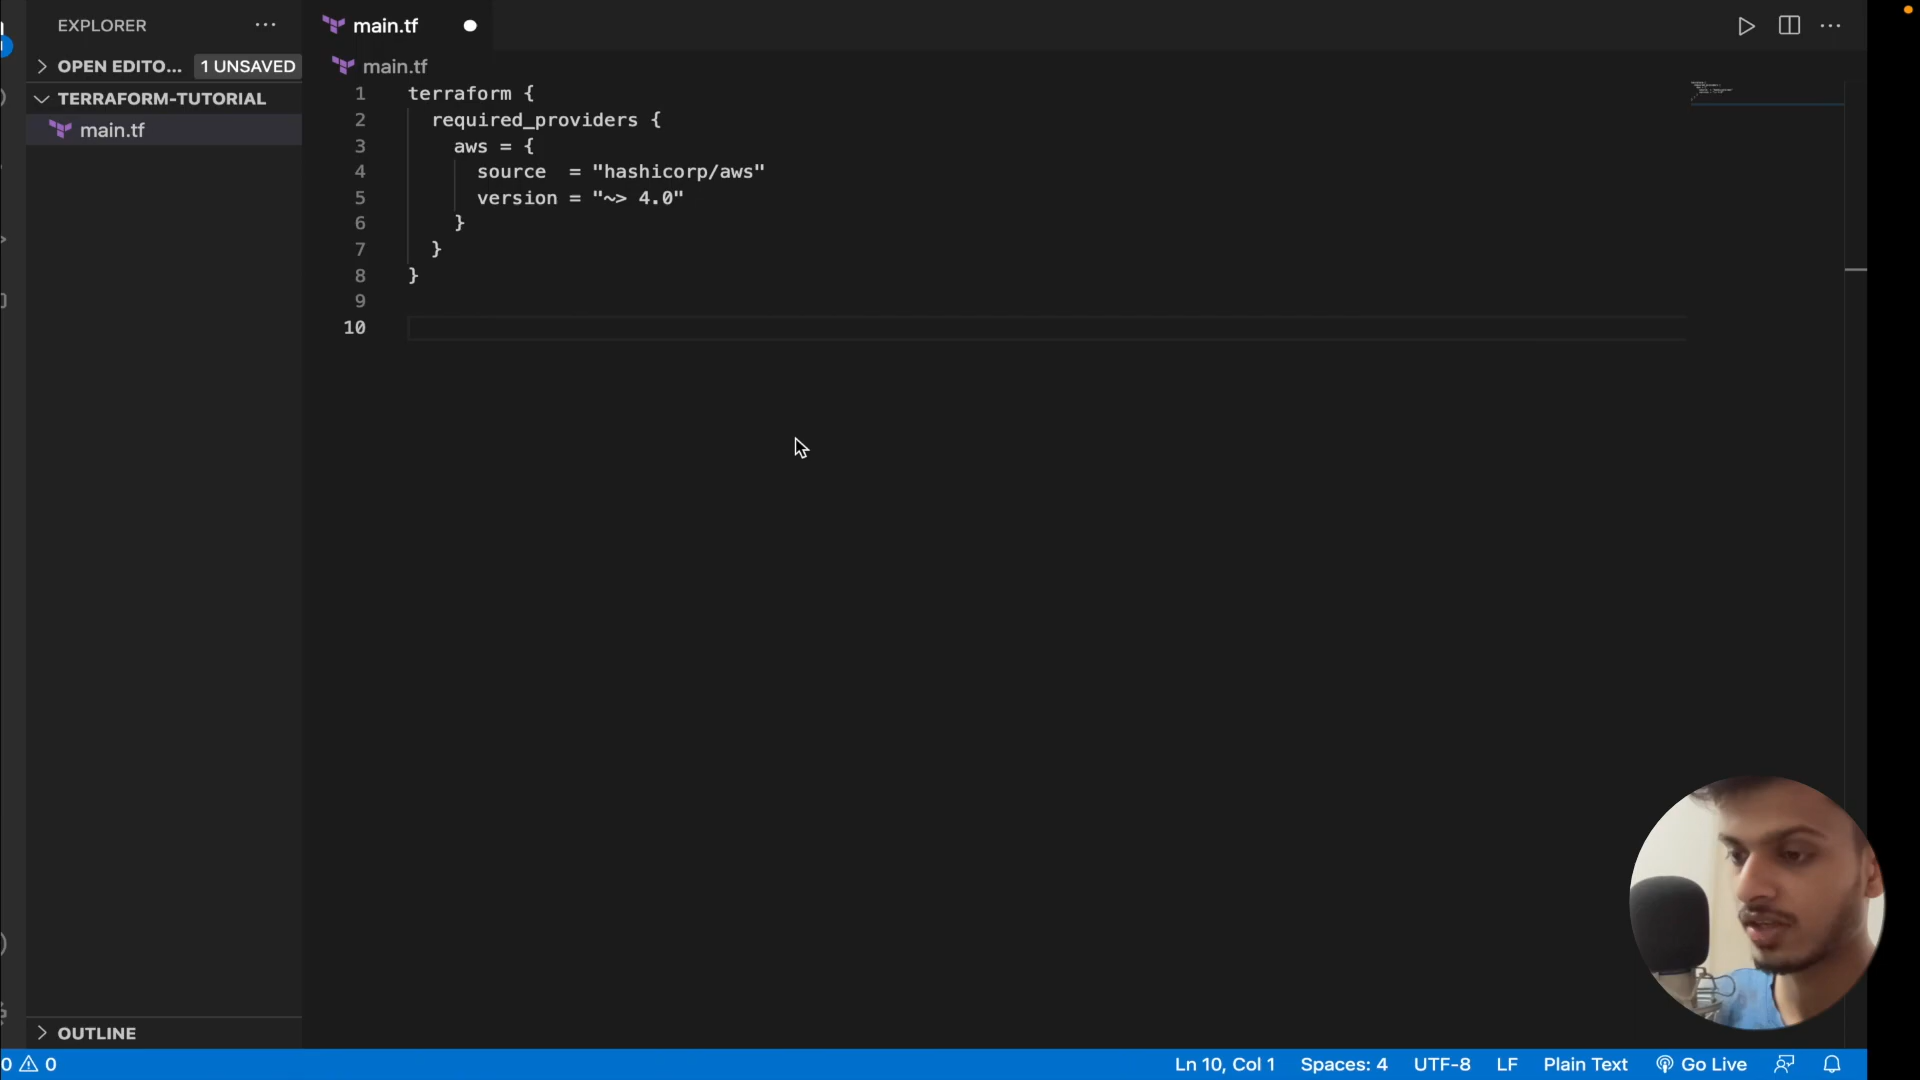 EXPLORER
main.tf
OPEN EDITO... 1 UNSAVED
TERRAFORM-TUTORIAL
main.tf
main.tf
1 terraform {
2 required_providers {
3 aws = {
4 source = "hashicorp/aws"
5 version = "~> 4.0"
6 }
7 }
8 }
9
10
OUTLINE
0 0 Ln 10, Col 1 Spaces: 4 UTF-8 LF Plain Text Go Live